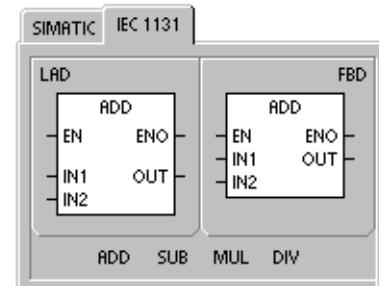 SIMATIC IEC 1131
LAD FBD
ADD ADD
EN ENO EN ENO
IN1 OUT IN1 OUT
IN2 IN2
ADD SUB MUL DIV